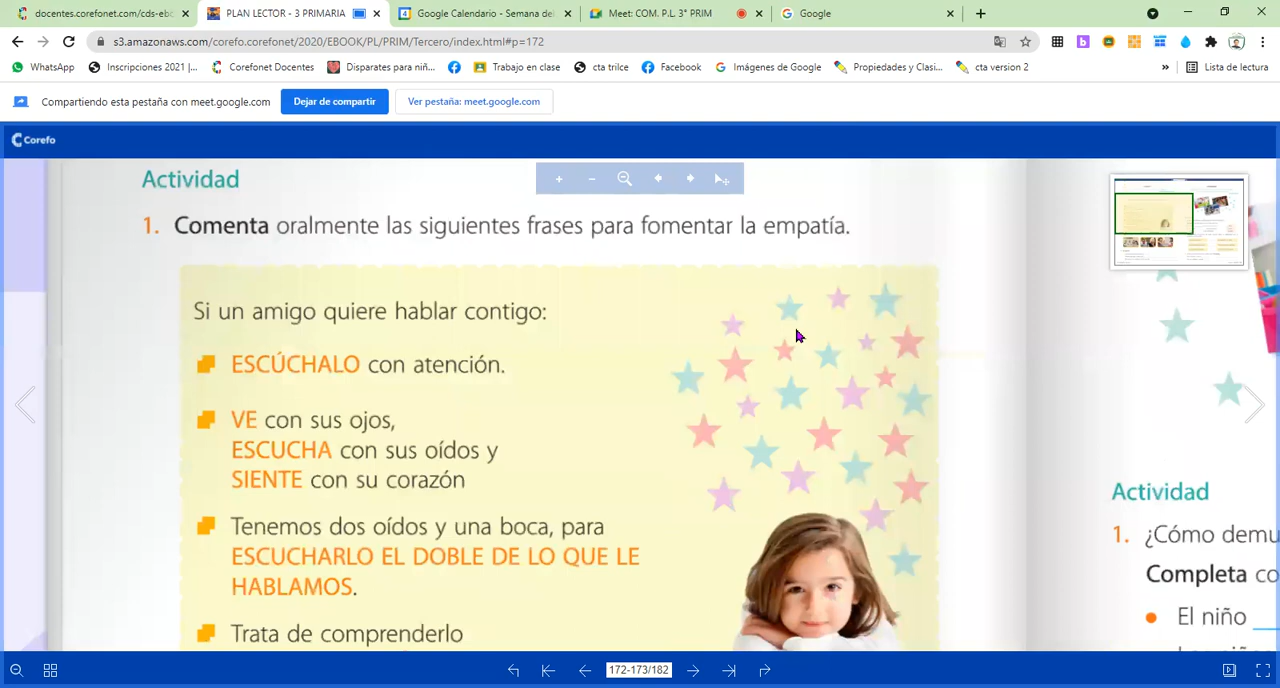 docentes.corefonet.com/cds-ebo
PLAN LECTOR - 3 PRIMARIA
Google Calendario - Semana del
Meet: COM. P.L. 3° PRIM
Google
s3.amazonaws.com/corefo.corefonet/2020/EBOOK/PL/PRIM/Tercero/index.html#p=172
WhatsApp
Inscripciones 2021 |...
Corefonet Docentes
Disparates para niñ...
Trabajo en clase
cta trilce
Facebook
Imágenes de Google
Propiedades y Clasi...
cta version 2
»
Lista de lectura
Compartiendo esta pestaña con meet.google.com
Dejar de compartir
Ver pestaña: meet.google.com
Corefo
Actividad
1. Comenta oralmente las siguientes frases para fomentar la empatía.
Si un amigo quiere hablar contigo:
ESCÚCHALO con atención.
VE con sus ojos,
ESCUCHA con sus oídos y
SIENTE con su corazón
Tenemos dos oídos y una boca, para
ESCUCHARLO EL DOBLE DE LO QUE LE
HABLAMOS.
Trata de comprenderlo
Actividad
1. ¿Cómo demu
Completa co
El niño
172-173/182